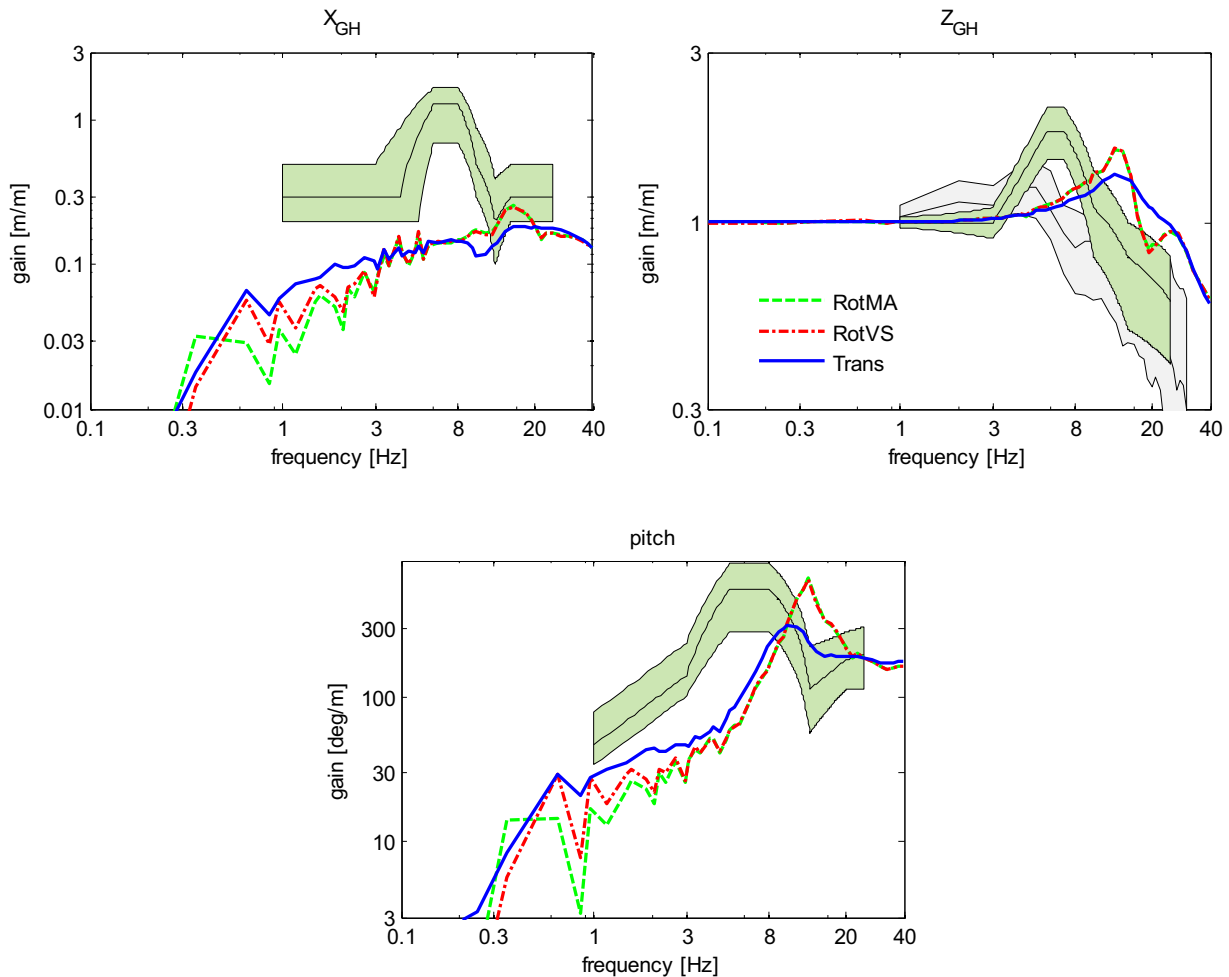 X_GH
3
1
0.3
0.1
0.03
0.01
gain [m/m]
0.1 0.3 1 3 8 20 40
frequency [Hz]
Z_GH
3
1
0.3
gain [m/m]
RotMA
RotVS
Trans
0.1 0.3 1 3 8 20 40
frequency [Hz]
pitch
300
100
30
10
3
gain [deg/m]
0.1 0.3 1 3 8 20 40
frequency [Hz]